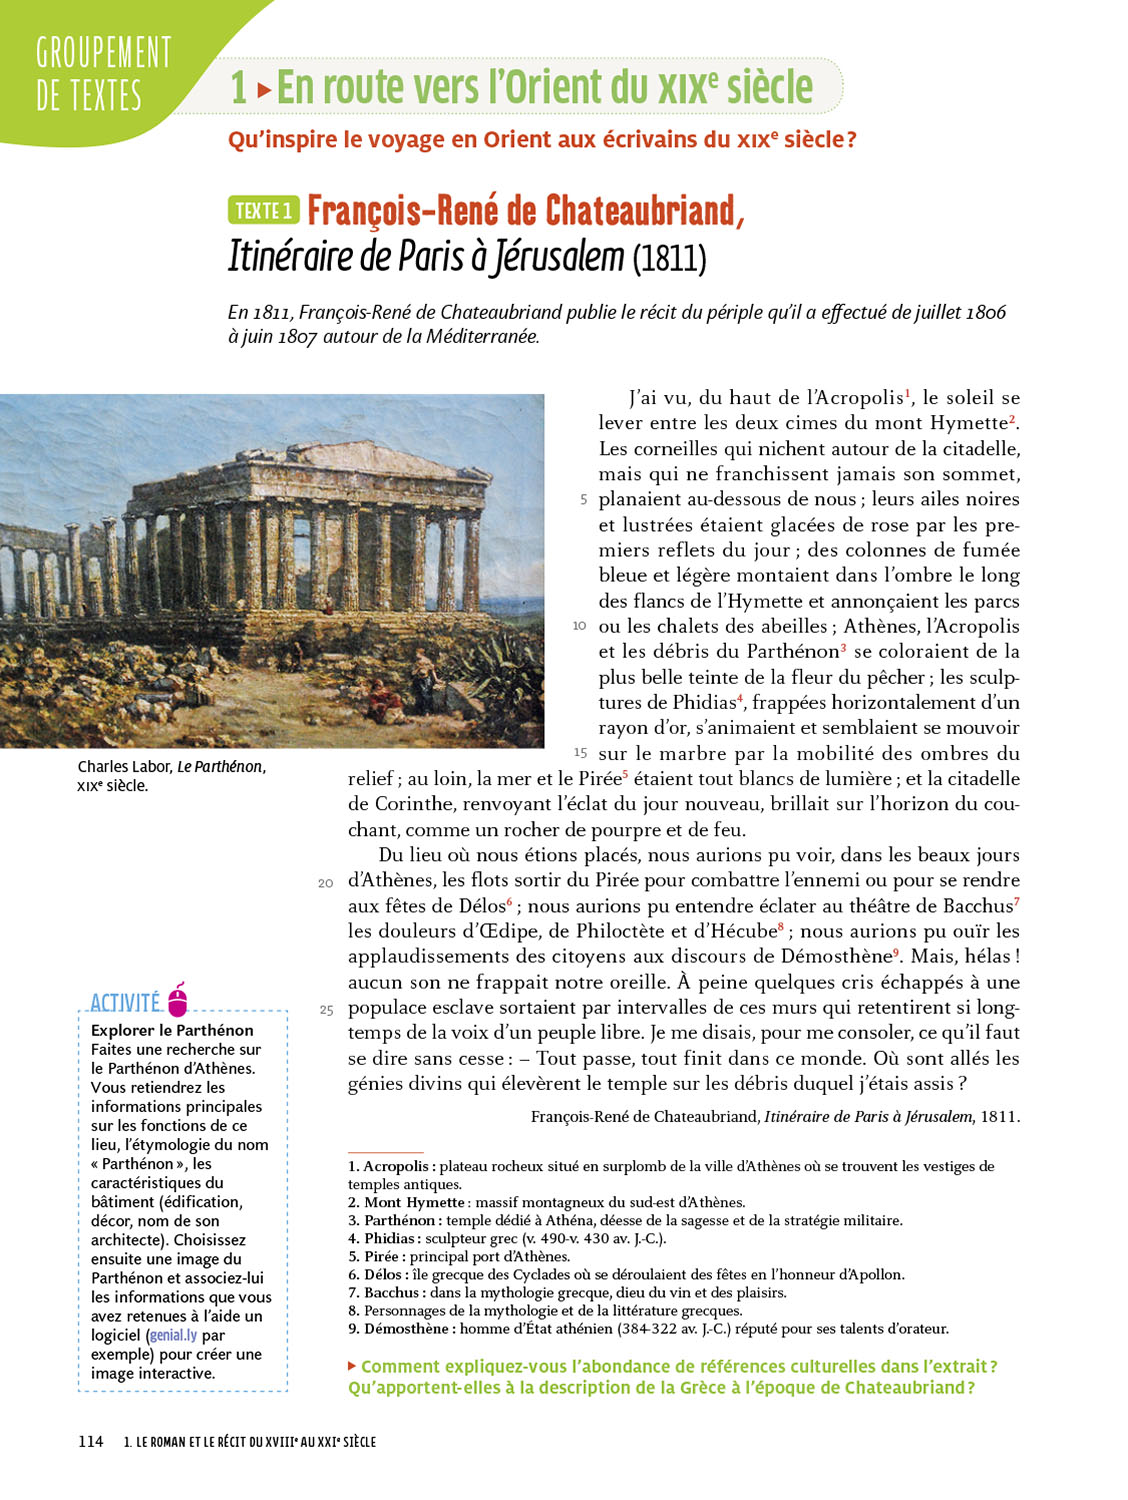 GROUPEMENT
DE TEXTES
1 ▸ En route vers l’Orient du XIXe siècle
Qu’inspire le voyage en Orient aux écrivains du XIXe siècle ?
TEXTE 1 François-René de Chateaubriand,
Itinéraire de Paris à Jérusalem (1811)
En 1811, François-René de Chateaubriand publie le récit du périple qu’il a effectué de juillet 1806
à juin 1807 autour de la Méditerranée.
J’ai vu, du haut de l’Acropolis1, le soleil se
lever entre les deux cimes du mont Hymette2.
Les corneilles qui nichent autour de la citadelle,
mais qui ne franchissent jamais son sommet,
5 planaient au-dessous de nous ; leurs ailes noires
et lustrées étaient glacées de rose par les pre-
miers reflets du jour ; des colonnes de fumée
bleue et légère montaient dans l’ombre le long
des flancs de l’Hymette et annonçaient les parcs
10 ou les chalets des abeilles ; Athènes, l’Acropolis
et les débris du Parthénon3 se coloraient de la
plus belle teinte de la fleur du pêcher ; les sculp-
tures de Phidias4, frappées horizontalement d’un
rayon d’or, s’animaient et semblaient se mouvoir
15 sur le marbre par la mobilité des ombres du
relief ; au loin, la mer et le Pirée5 étaient tout blancs de lumière ; et la citadelle
de Corinthe, renvoyant l’éclat du jour nouveau, brillait sur l’horizon du cou-
chant, comme un rocher de pourpre et de feu.
Du lieu où nous étions placés, nous aurions pu voir, dans les beaux jours
20 d’Athènes, les flots sortir du Pirée pour combattre l’ennemi ou pour se rendre
aux fêtes de Délos6 ; nous aurions pu entendre éclater au théâtre de Bacchus7
les douleurs d’Œdipe, de Philoctète et d’Hécube8 ; nous aurions pu ouïr les
applaudissements des citoyens aux discours de Démosthène9. Mais, hélas !
aucun son ne frappait notre oreille. À peine quelques cris échappés à une
25 populace esclave sortaient par intervalles de ces murs qui retentirent si long-
temps de la voix d’un peuple libre. Je me disais, pour me consoler, ce qu’il faut
se dire sans cesse : – Tout passe, tout finit dans ce monde. Où sont allés les
génies divins qui élevèrent le temple sur les débris duquel j’étais assis ?
François-René de Chateaubriand, Itinéraire de Paris à Jérusalem, 1811.
Charles Labor, Le Parthénon,
XIXe siècle.
ACTIVITÉ
Explorer le Parthénon
Faites une recherche sur
le Parthénon d’Athènes.
Vous retiendrez les
informations principales
sur les fonctions de ce
lieu, l’étymologie du nom
« Parthénon », les
caractéristiques du
bâtiment (édification,
décor, nom de son
architecte). Choisissez
ensuite une image du
Parthénon et associez-lui
les informations que vous
avez retenues à l’aide un
logiciel (genial.ly par
exemple) pour créer une
image interactive.
1. Acropolis : plateau rocheux situé en surplomb de la ville d’Athènes où se trouvent les vestiges de
temples antiques.
2. Mont Hymette : massif montagneux du sud-est d’Athènes.
3. Parthénon : temple dédié à Athéna, déesse de la sagesse et de la stratégie militaire.
4. Phidias : sculpteur grec (v. 490-v. 430 av. J.-C.).
5. Pirée : principal port d’Athènes.
6. Délos : île grecque des Cyclades où se déroulaient des fêtes en l’honneur d’Apollon.
7. Bacchus : dans la mythologie grecque, dieu du vin et des plaisirs.
8. Personnages de la mythologie et de la littérature grecques.
9. Démosthène : homme d’État athénien (384-322 av. J.-C.) réputé pour ses talents d’orateur.
▸ Comment expliquez-vous l’abondance de références culturelles dans l’extrait ?
Qu’apportent-elles à la description de la Grèce à l’époque de Chateaubriand ?
114 1. LE ROMAN ET LE RÉCIT DU XVIIIe AU XXIe SIÈCLE